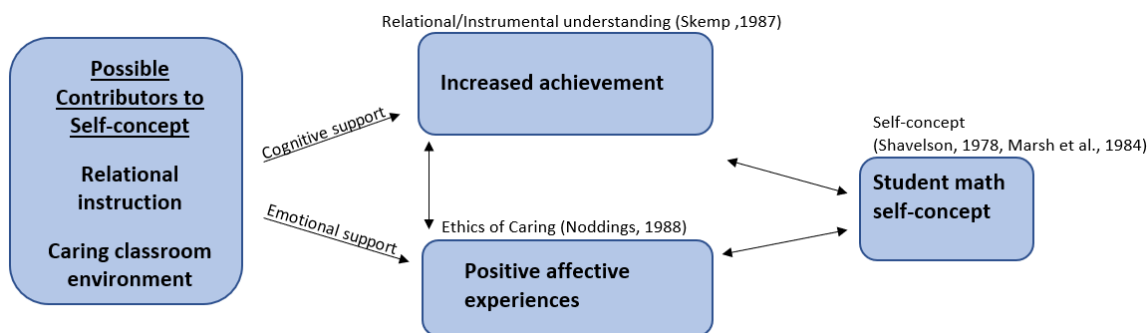 Relational/Instrumental understanding (Skemp ,1987)
Possible
Contributors to
Self-concept
Relational
instruction
Caring classroom
environment
Cognitive support
Emotional support
Increased achievement
Ethics of Caring (Noddings, 1988)
Positive affective
experiences
Self-concept
(Shavelson, 1978, Marsh et al., 1984)
Student math
self-concept